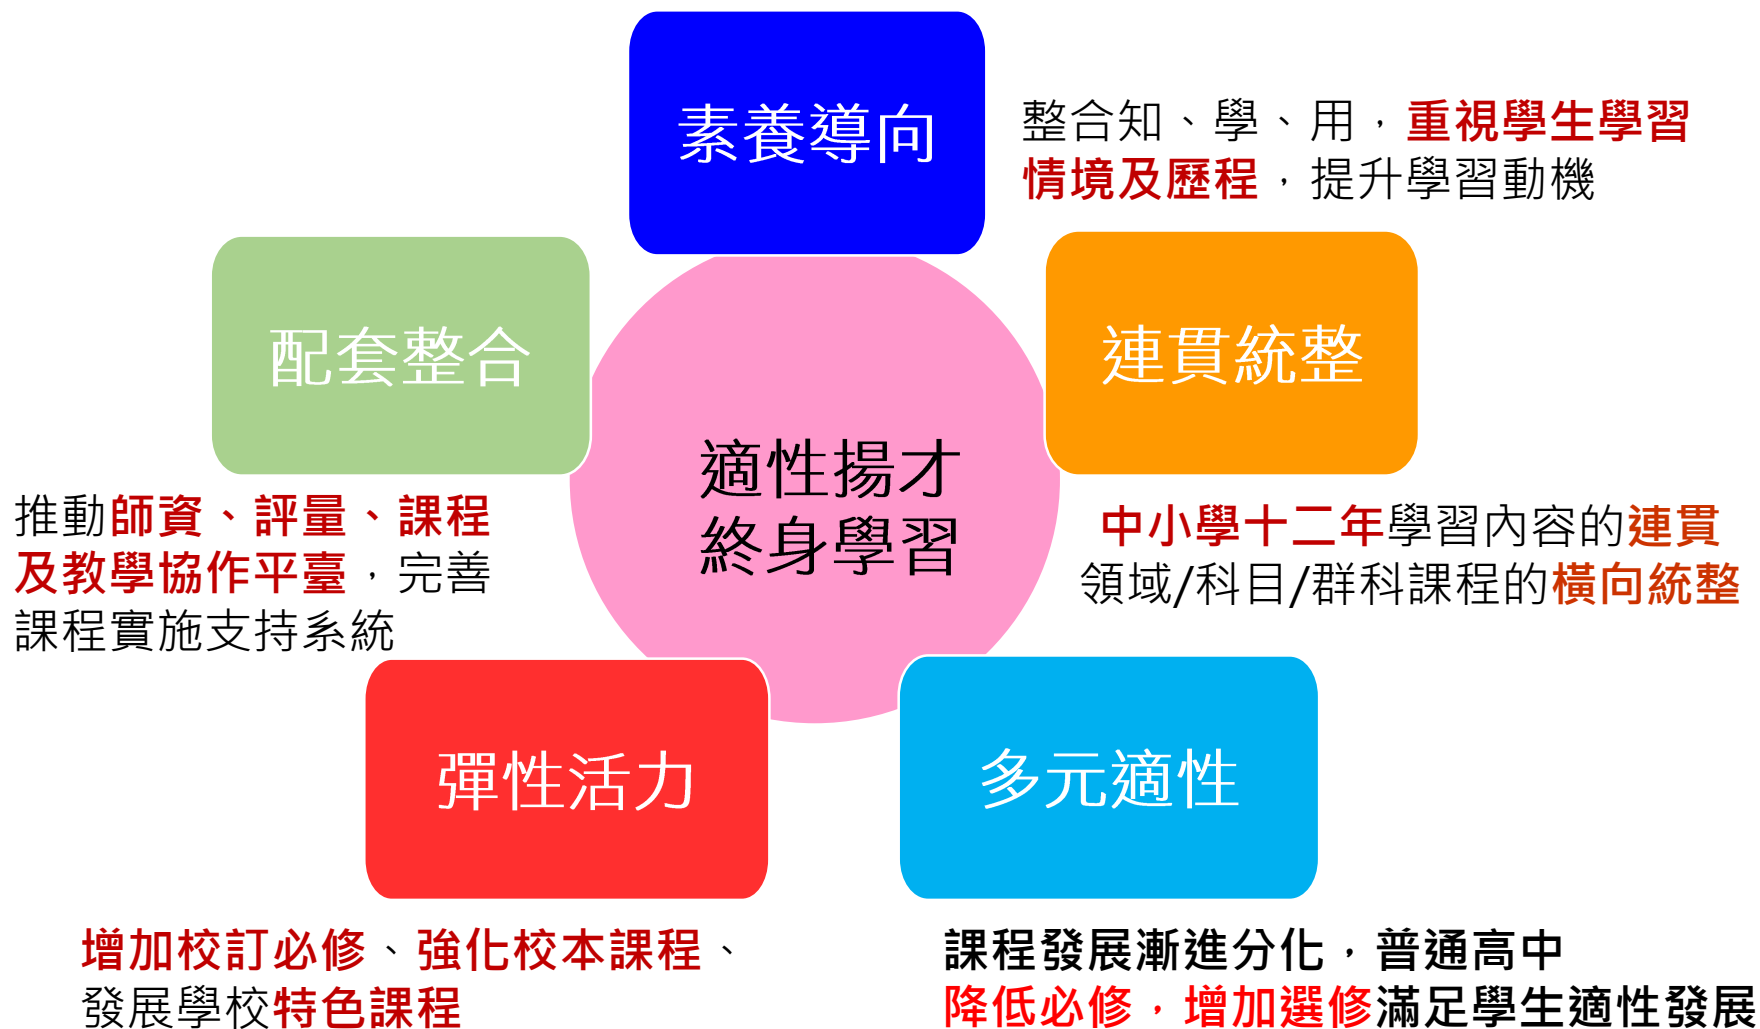 素養導向
整合知、學、用，重視學生學習
情境及歷程，提升學習動機
配套整合
連貫統整
適性揚才
終身學習
推動師資、評量、課程
及教學協作平臺，完善
課程實施支持系統
中小學十二年學習內容的連貫
領域/科目/群科課程的橫向統整
彈性活力
多元適性
增加校訂必修、強化校本課程、
發展學校特色課程
課程發展漸進分化，普通高中
降低必修，增加選修滿足學生適性發展